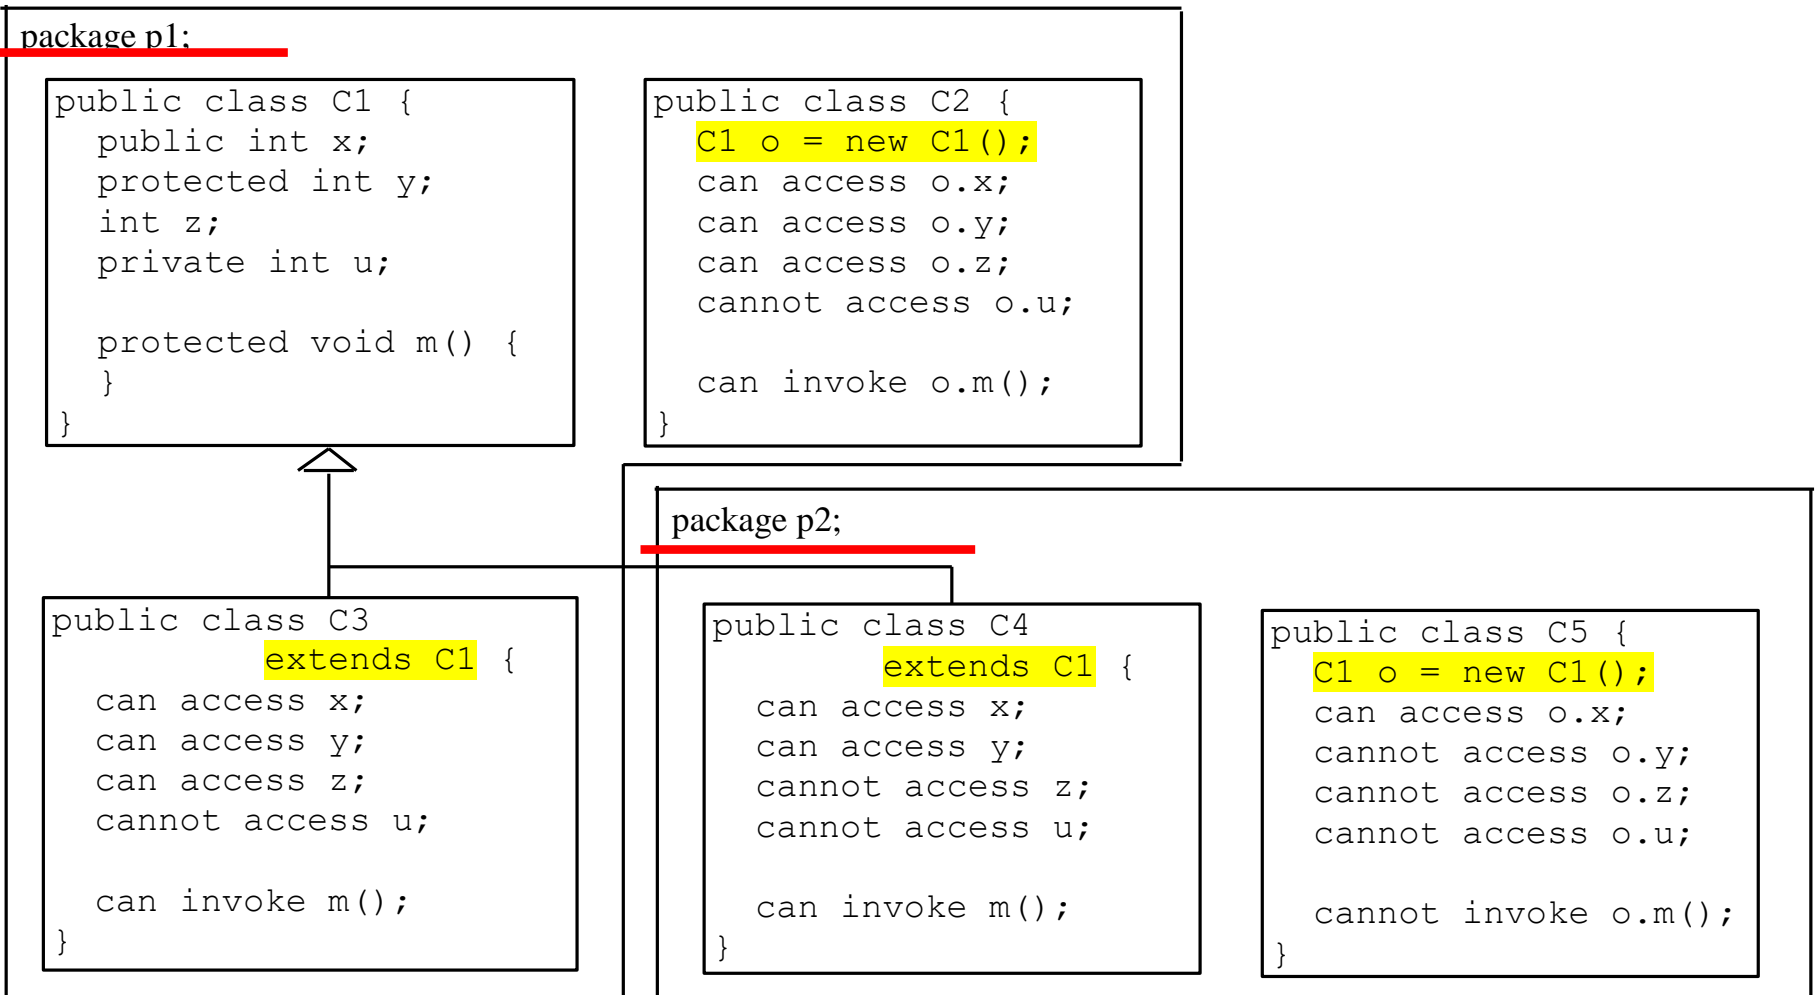 package p1;
public class C1 {
public int x;
protected int y;
int z;
private int u;
protected void m() {
}
}
public class C2 {
C1 o = new C1();
can access o.x;
can access o.y;
can access o.z;
cannot access o.u;
can invoke o.m();
}
package p2;
public class C3
extends C1 {
can access x;
can access y;
can access z;
cannot access u;
can invoke m();
}
public class C4
extends C1 {
can access x;
can access y;
cannot access z;
cannot access u;
can invoke m();
}
public class C5 {
C1 o = new C1();
can access o.x;
cannot access o.y;
cannot access o.z;
cannot access o.u;
cannot invoke o.m();
}